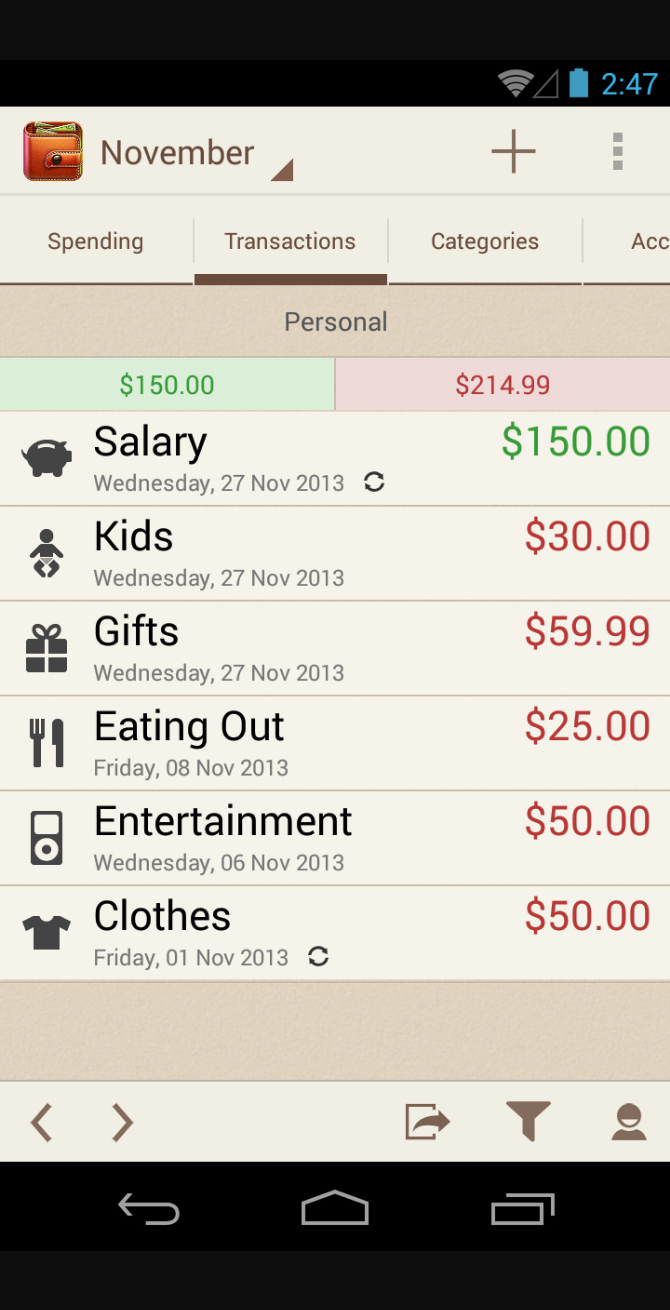 2:47
November
Spending Transactions Categories Acc
Personal
$150.00 $214.99
Salary $150.00
Wednesday, 27 Nov 2013
Kids $30.00
Wednesday, 27 Nov 2013
Gifts $59.99
Wednesday, 27 Nov 2013
Eating Out $25.00
Friday, 08 Nov 2013
Entertainment $50.00
Wednesday, 06 Nov 2013
Clothes $50.00
Friday, 01 Nov 2013